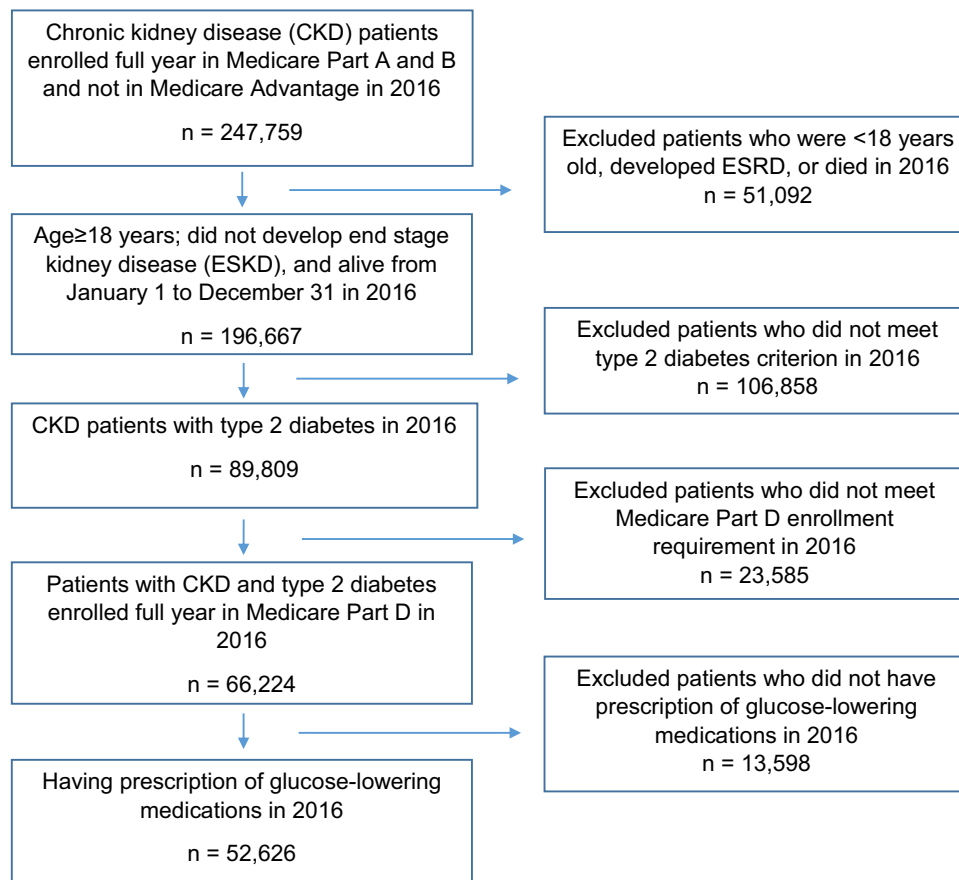 Chronic kidney disease (CKD) patients
enrolled full year in Medicare Part A and B
and not in Medicare Advantage in 2016
n = 247,759
Excluded patients who were <18 years
old, developed ESRD, or died in 2016
n = 51,092
Age≥18 years; did not develop end stage
kidney disease (ESKD), and alive from
January 1 to December 31 in 2016
n = 196,667
Excluded patients who did not meet
type 2 diabetes criterion in 2016
n = 106,858
CKD patients with type 2 diabetes in 2016
n = 89,809
Excluded patients who did not meet
Medicare Part D enrollment
requirement in 2016
n = 23,585
Patients with CKD and type 2 diabetes
enrolled full year in Medicare Part D in
2016
n = 66,224
Excluded patients who did not have
prescription of glucose-lowering
medications in 2016
n = 13,598
Having prescription of glucose-lowering
medications in 2016
n = 52,626